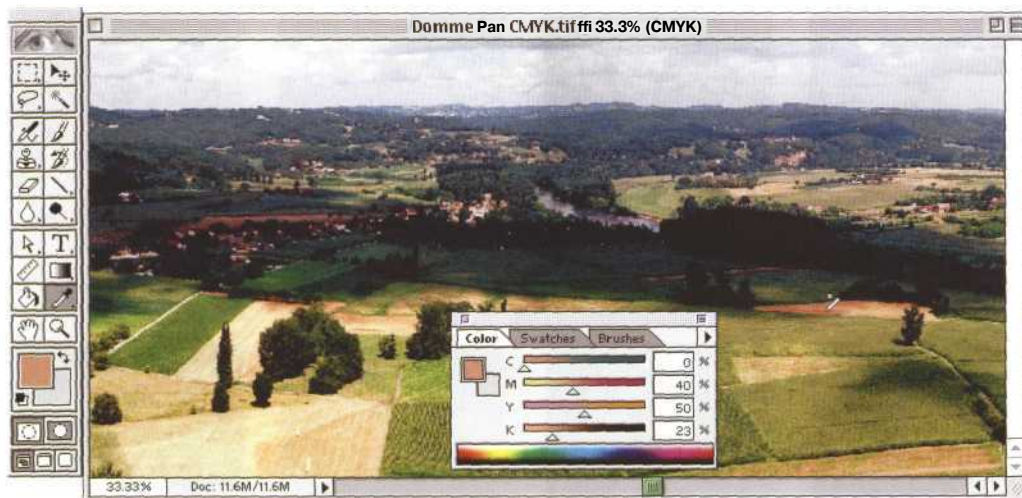 Domme Pan CMYK.tif ffi 33.3% (CMYK)
T
Color Swatches Brushes
C 0 %
M 40 %
Y 50 %
K 23 %
33.33% Doc: 11.6M/11.6M